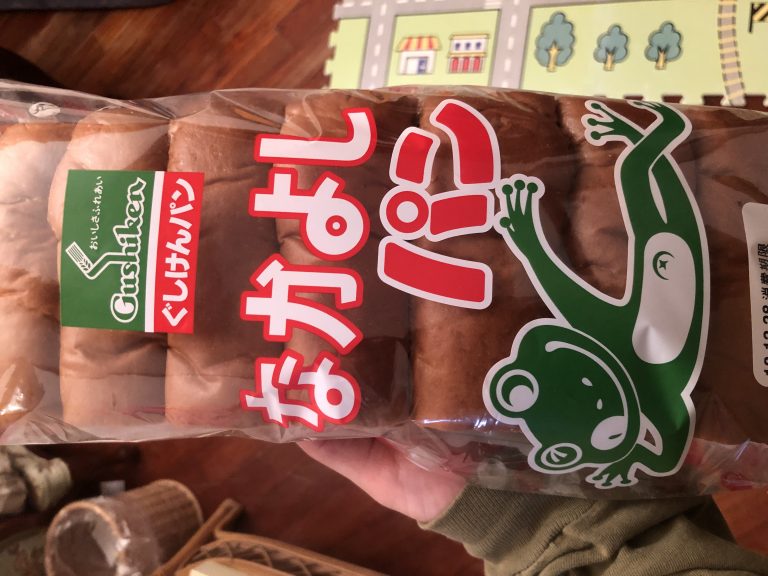 おいしさふれあい
Gushiken
ぐしけんパン
なかよし
パン
消費期限